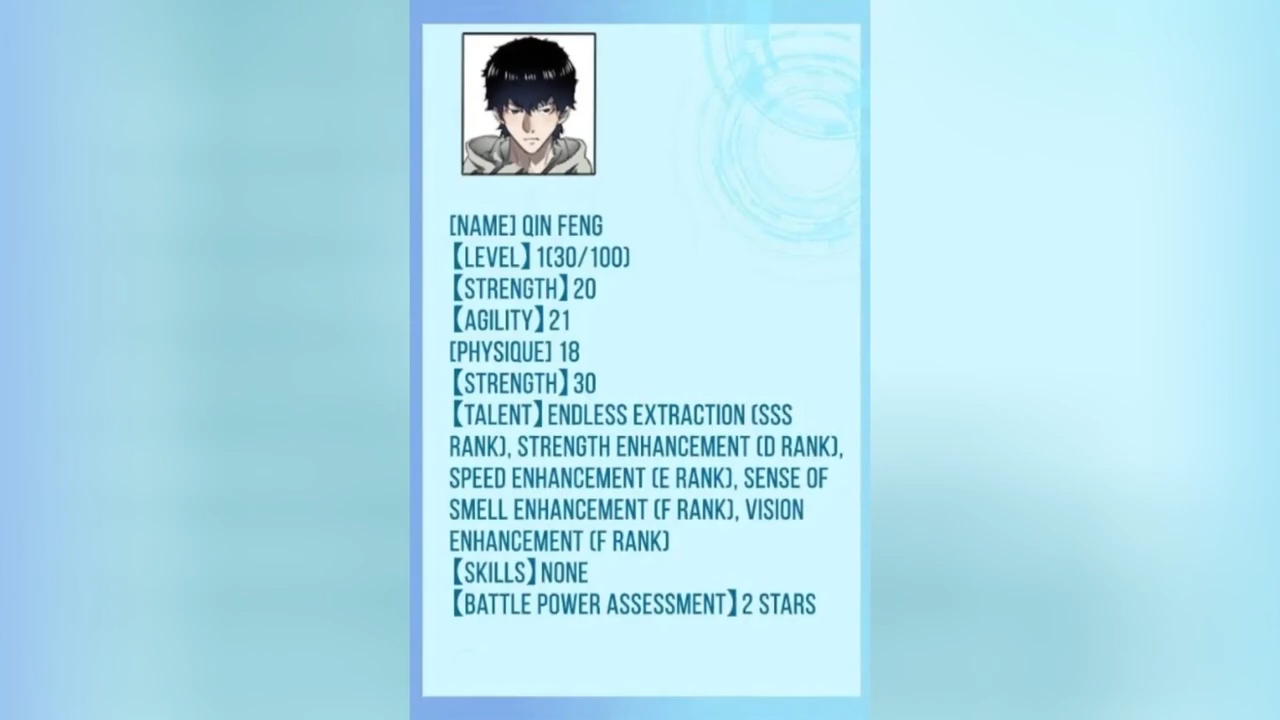 [NAME] QIN FENG
【LEVEL】1(30/100)
【STRENGTH】20
【AGILITY】21
[PHYSIQUE] 18
【STRENGTH】30
【TALENT】ENDLESS EXTRACTION (SSS
RANK), STRENGTH ENHANCEMENT (D RANK),
SPEED ENHANCEMENT (E RANK), SENSE OF
SMELL ENHANCEMENT (F RANK), VISION
ENHANCEMENT (F RANK)
【SKILLS】NONE
【BATTLE POWER ASSESSMENT】2 STARS